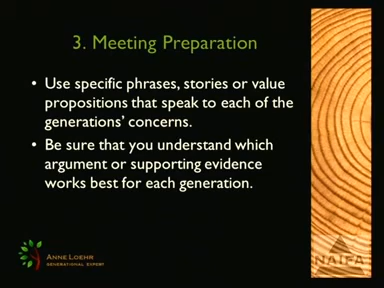 3. Meeting Preparation
• Use specific phrases, stories or value
propositions that speak to each of the
generations' concerns.
• Be sure that you understand which
argument or supporting evidence
works best for each generation.
ANNE LOEHR
GENERATIONAL EXPERT
NAIFA